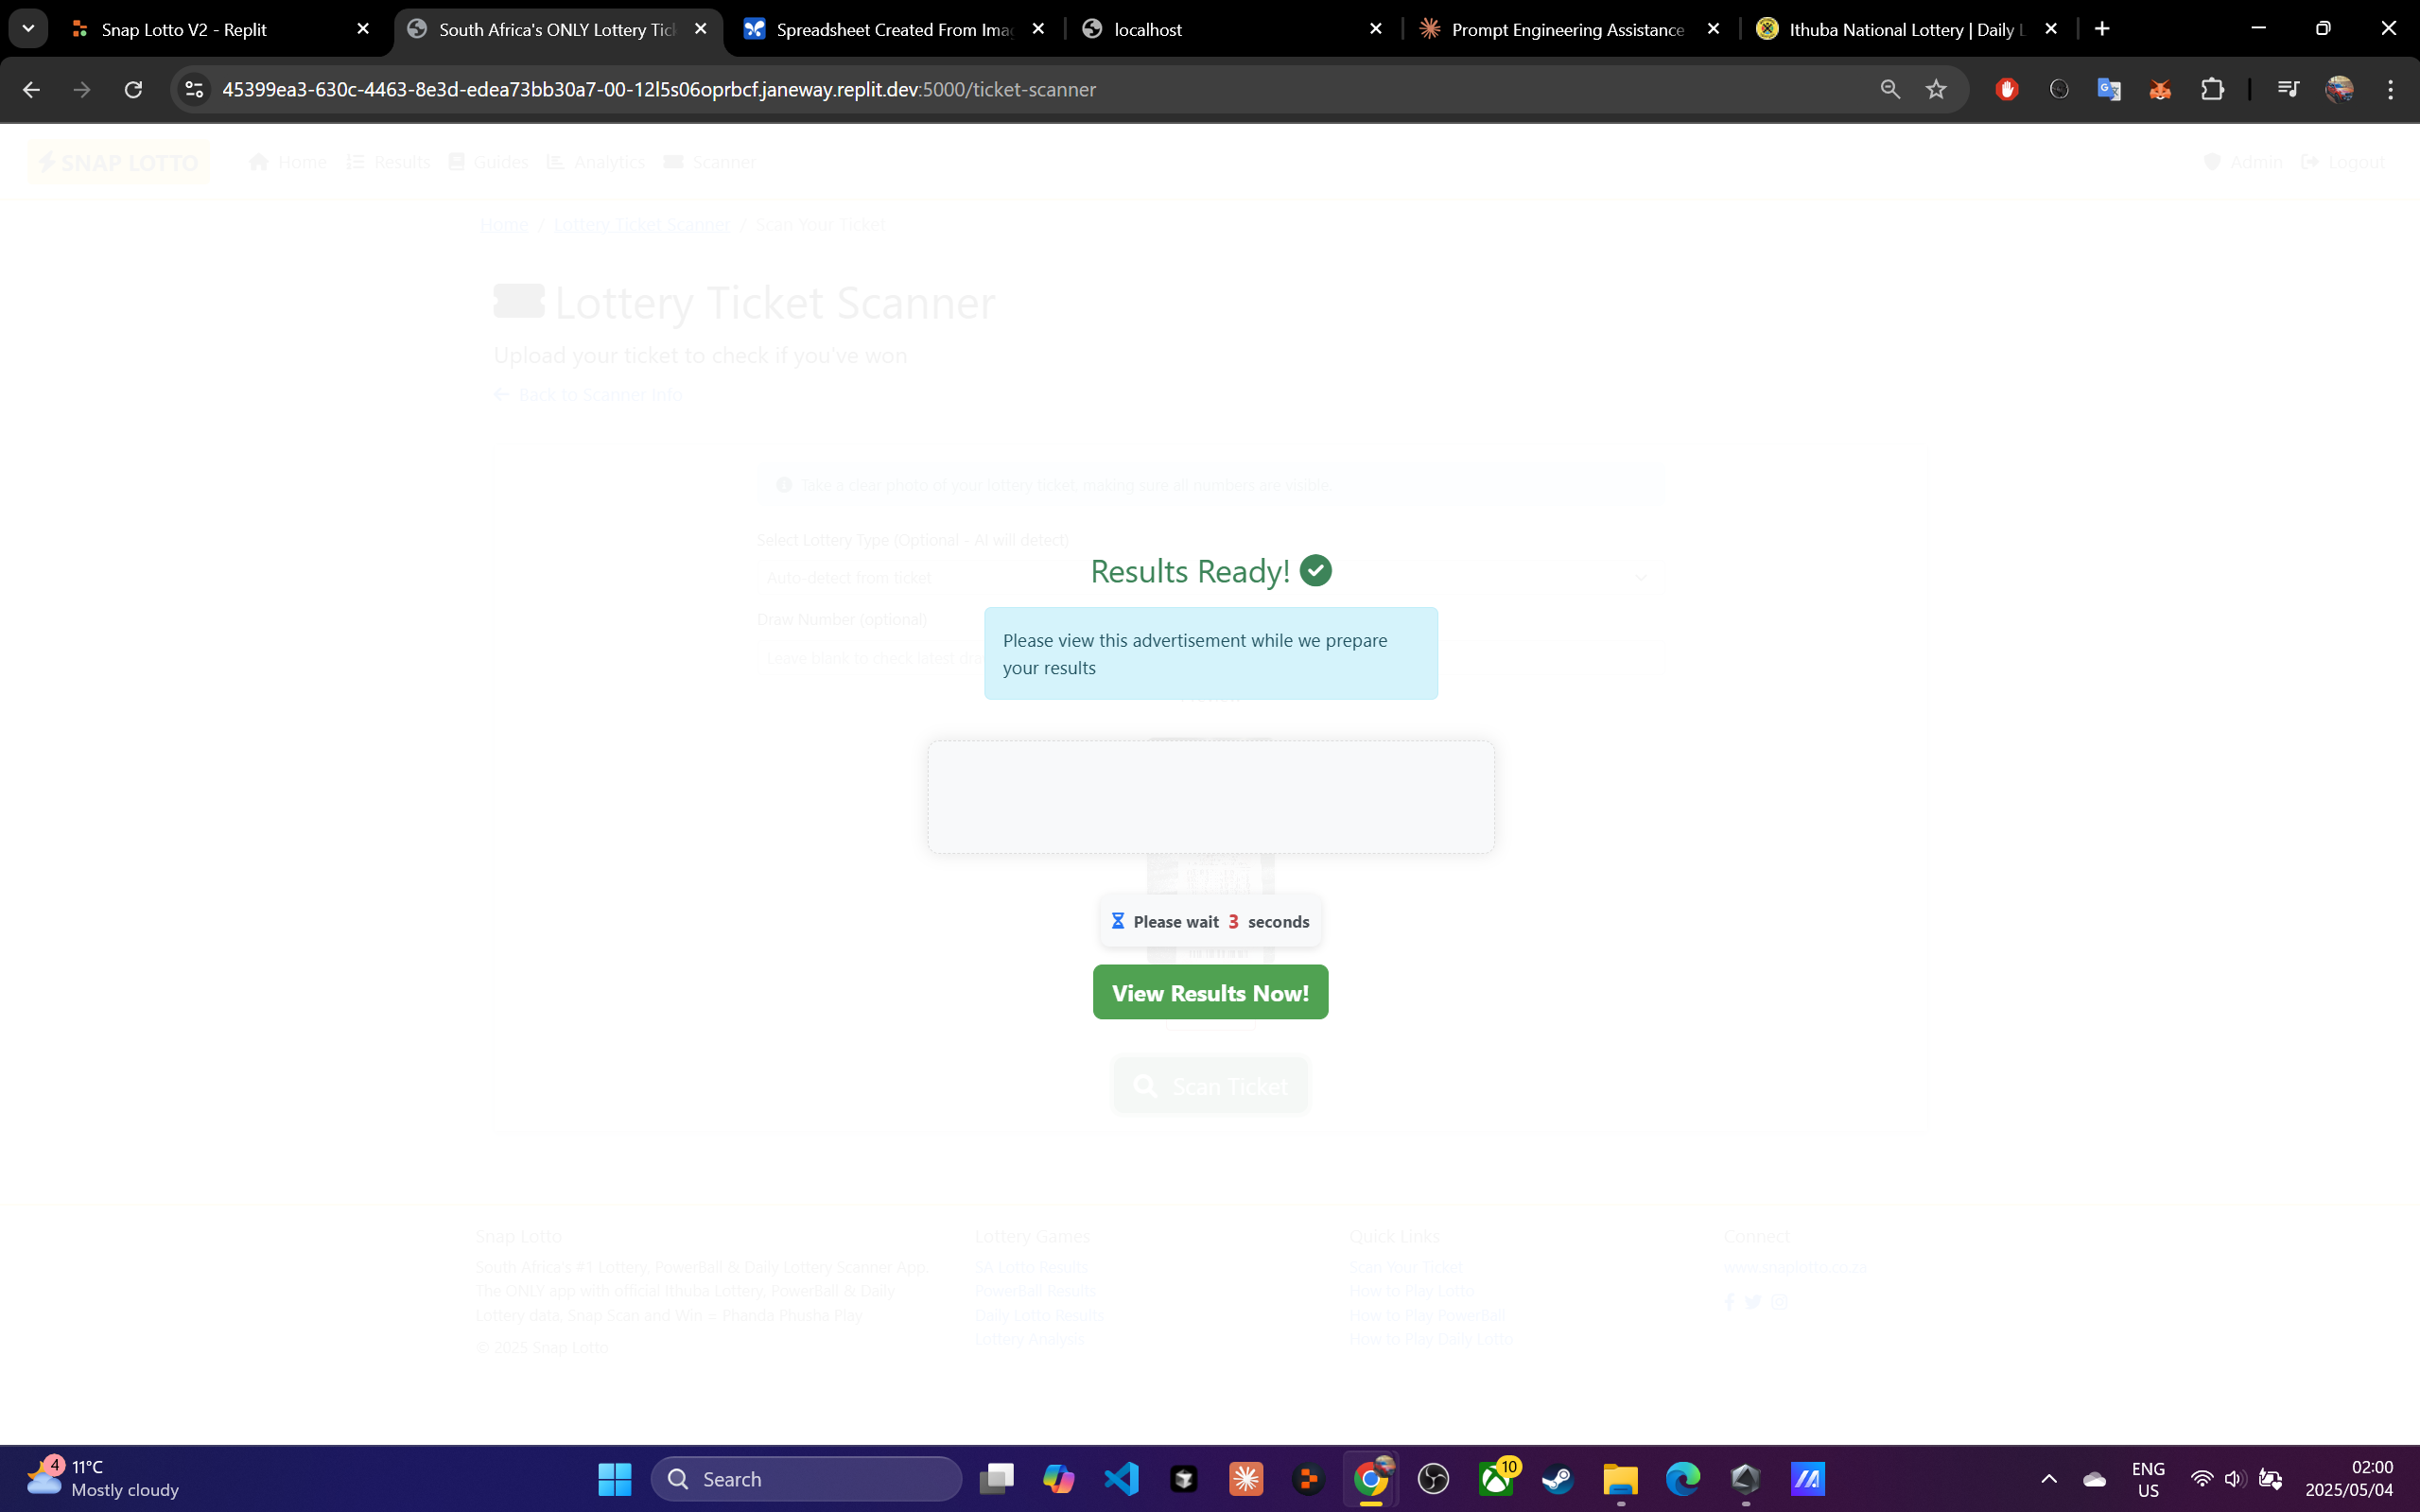 Snap Lotto V2 - Replit
South Africa's ONLY Lottery Tick
Spreadsheet Created From Imag
localhost
Prompt Engineering Assistance
Ithuba National Lottery | Daily L
45399ea3-630c-4463-8e3d-edea73bb30a7-00-12l5s06oprbcf.janeway.replit.dev:5000/ticket-scanner
SNAP LOTTO
Home
Results
Guides
Analytics
Scanner
Admin
Logout
Home / Lottery Ticket Scanner / Scan Your Ticket
Lottery Ticket Scanner
Upload your ticket to check if you've won
Back to Scanner Info
Take a clear photo of your lottery ticket, making sure all numbers are visible.
Select Lottery Type (Optional - AI will detect)
Auto-detect from ticket
Results Ready!
Draw Number (optional)
Leave blank to check latest dra
Please view this advertisement while we prepare
your results
Please wait 3 seconds
View Results Now!
Scan Ticket
Snap Lotto
South Africa's #1 Lottery, PowerBall & Daily Lottery Scanner App.
The ONLY app with official Ithuba Lottery, PowerBall & Daily
Lottery data, Snap Scan and Win = Phanda Phusha Play
© 2025 Snap Lotto
Lottery Games
SA Lotto Results
PowerBall Results
Daily Lotto Results
Lottery Analysis
Quick Links
Scan Your Ticket
How to Play Lotto
How to Play PowerBall
How to Play Daily Lotto
Connect
www.snaplotto.co.za
4
11°C
Mostly cloudy
Search
10
ENG
US
02:00
2025/05/04